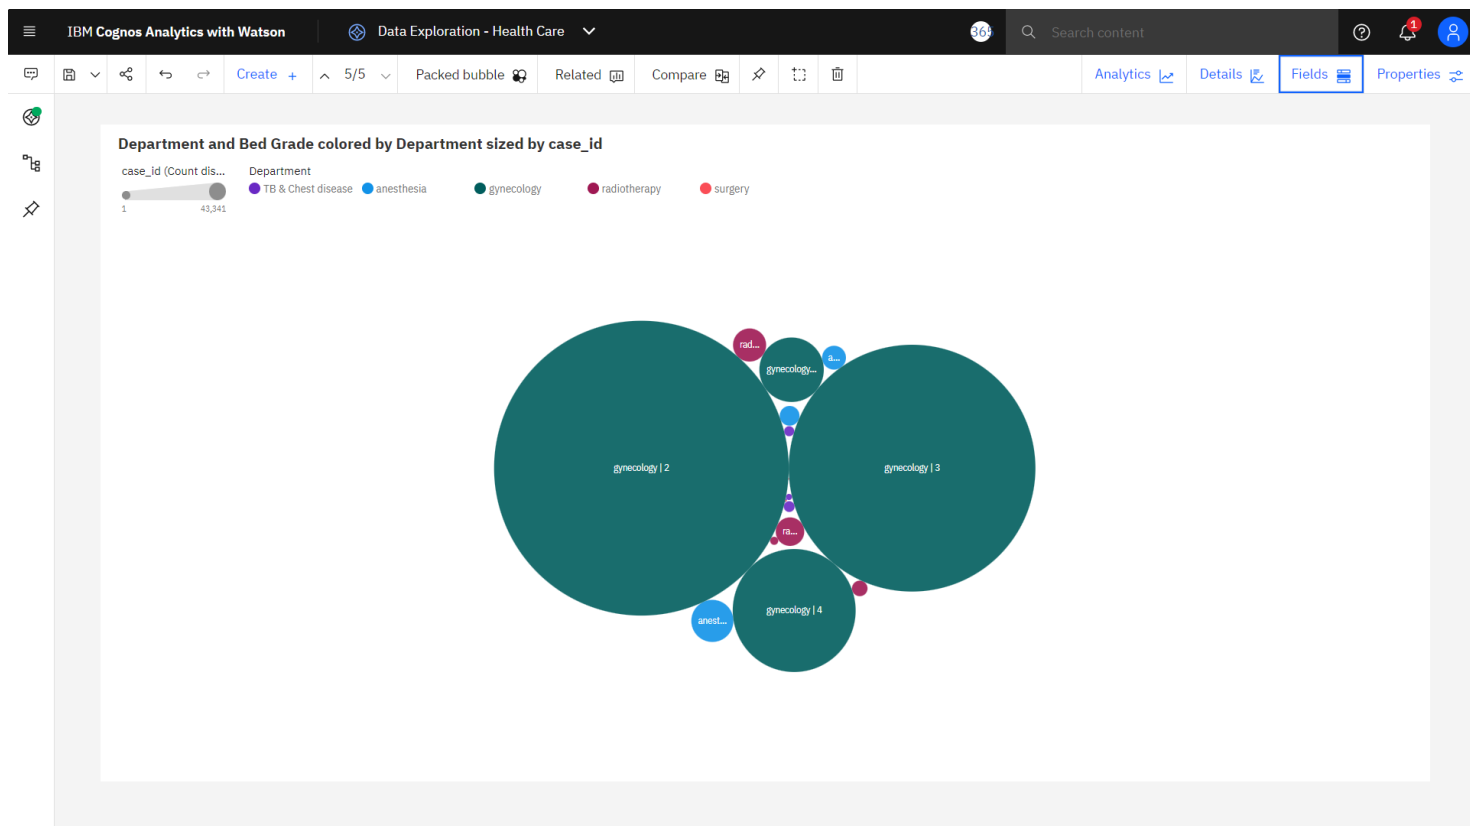 IBM Cognos Analytics with Watson
Data Exploration - Health Care
365
Search content
1
Create +
5/5
Packed bubble
Related
Compare
Analytics
Details
Fields
Properties
Department and Bed Grade colored by Department sized by case_id
case_id (Count dis...
1
43,341
Department
TB & Chest disease
anesthesia
gynecology
radiotherapy
surgery
rad...
gynecology...
a...
gynecology | 2
gynecology | 3
ra...
gynecology | 4
anest...